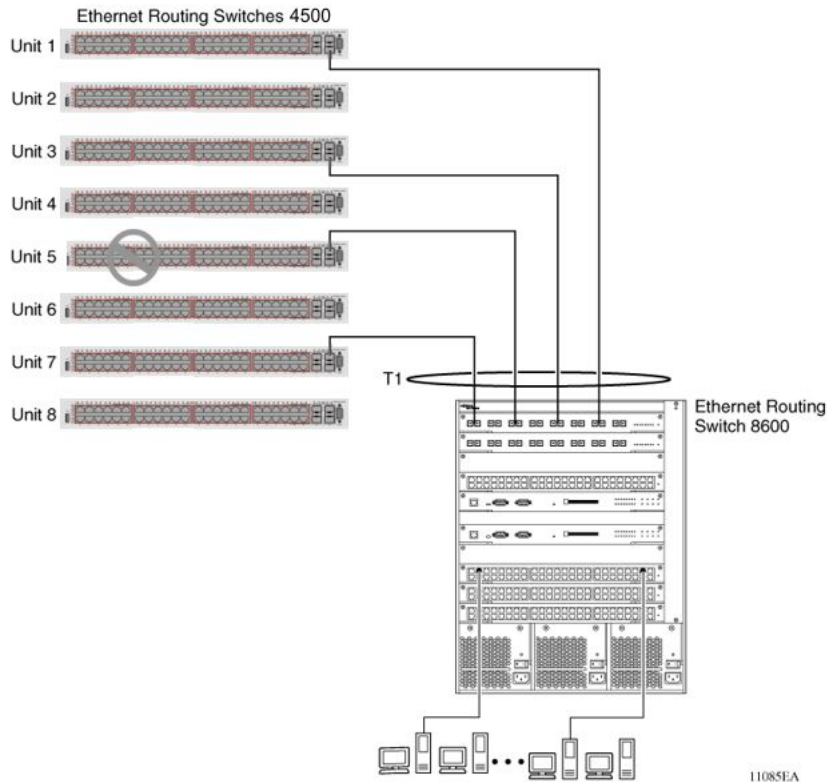 Ethernet Routing Switches 4500
Unit 1
Unit 2
Unit 3
Unit 4
Unit 5
Unit 6
Unit 7
Unit 8
T1
Ethernet Routing
Switch 8600
11085EA